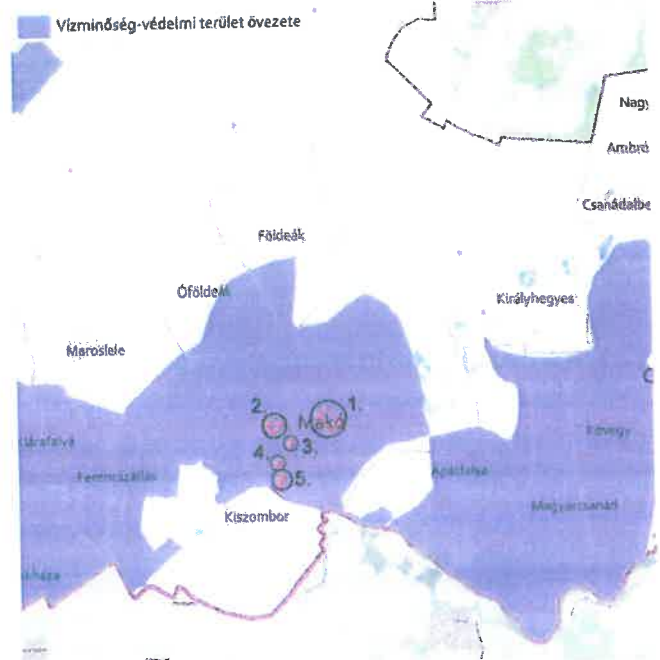 Vízminőség-védelmi terület övezete
Nagy
Ambró
Csanádalbe
Földeák
Óföldeák
Királyhegyes
Maroslele
2.
1.
Makó
3.
4.
5.
Klárafalva
Ferencszállás
Kövegy
Apátfalva
Magyarcsanád
Kiszombor